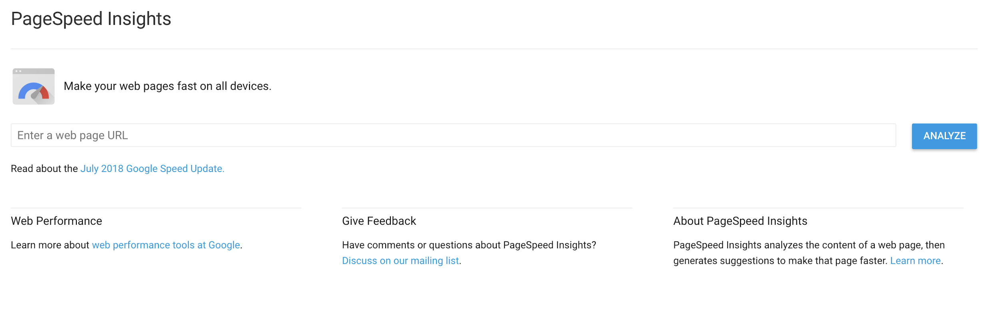 PageSpeed Insights
Make your web pages fast on all devices.
Enter a web page URL
ANALYZE
Read about the July 2018 Google Speed Update.
Web Performance
Learn more about web performance tools at Google.
Give Feedback
Have comments or questions about PageSpeed Insights?
Discuss on our mailing list.
About PageSpeed Insights
PageSpeed Insights analyzes the content of a web page, then
generates suggestions to make that page faster. Learn more.